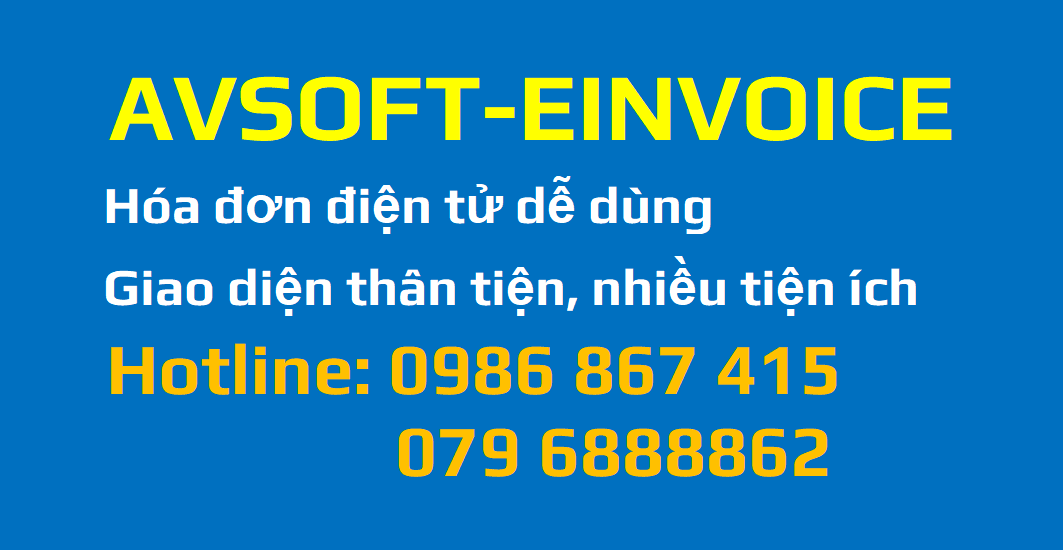 AVSOFT-EINVOICE
Hóa đơn điện tử dễ dùng
Giao diện thân tiện, nhiều tiện ích
Hotline: 0986 867 415
079 6888862